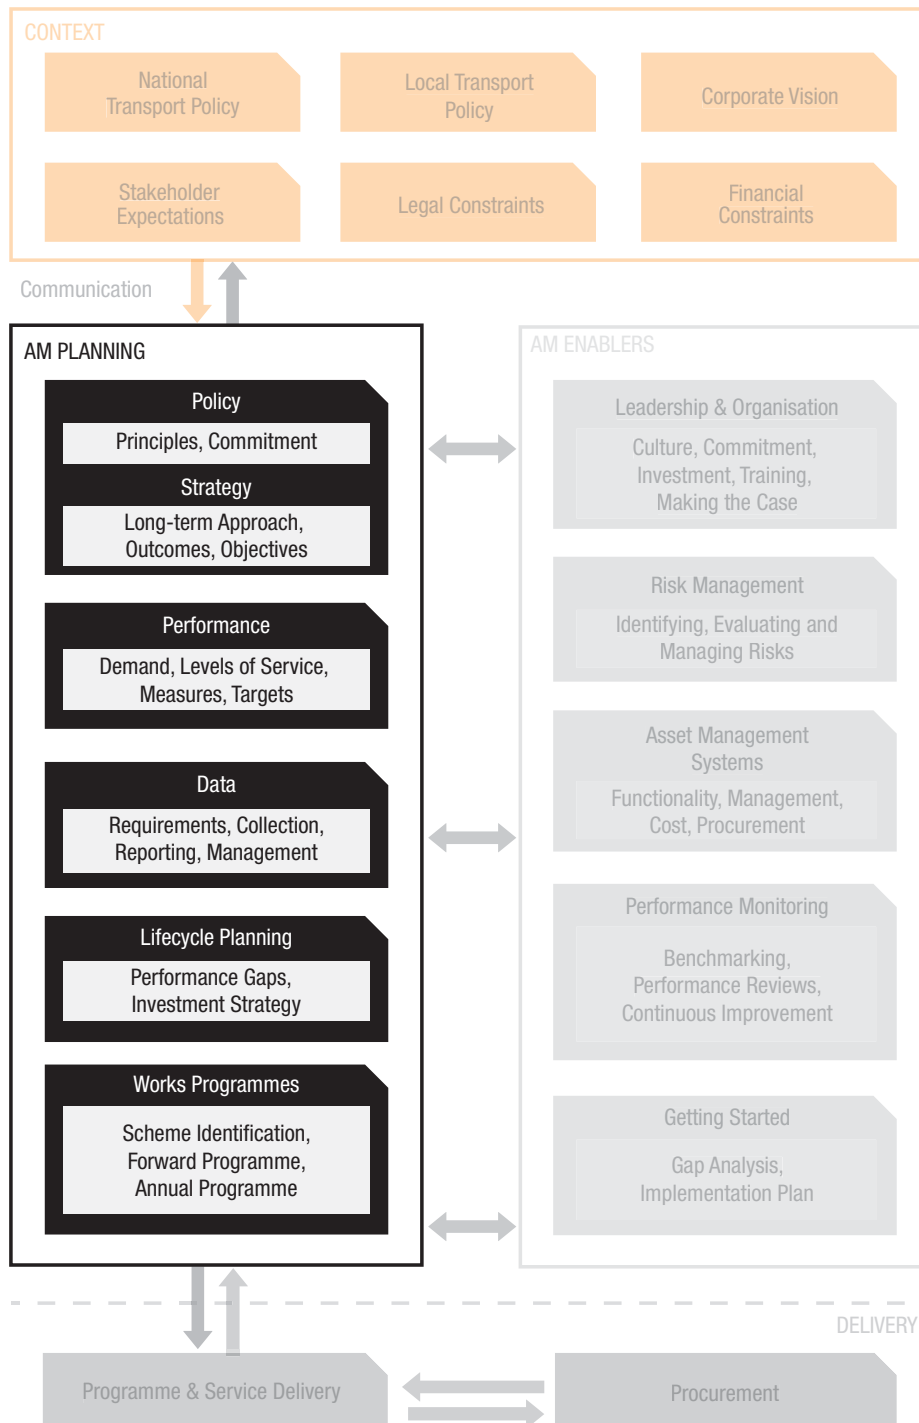 CONTEXT
National
Transport Policy
Local Transport
Policy
Corporate Vision
Stakeholder
Expectations
Legal Constraints
Financial
Constraints
Communication
AM PLANNING
Policy
Principles, Commitment
Strategy
Long-term Approach,
Outcomes, Objectives
Performance
Demand, Levels of Service,
Measures, Targets
Data
Requirements, Collection,
Reporting, Management
Lifecycle Planning
Performance Gaps,
Investment Strategy
Works Programmes
Scheme Identification,
Forward Programme,
Annual Programme
AM ENABLERS
Leadership & Organisation
Culture, Commitment,
Investment, Training,
Making the Case
Risk Management
Identifying, Evaluating and
Managing Risks
Asset Management
Systems
Functionality, Management,
Cost, Procurement
Performance Monitoring
Benchmarking,
Performance Reviews,
Continuous Improvement
Getting Started
Gap Analysis,
Implementation Plan
DELIVERY
Programme & Service Delivery
Procurement